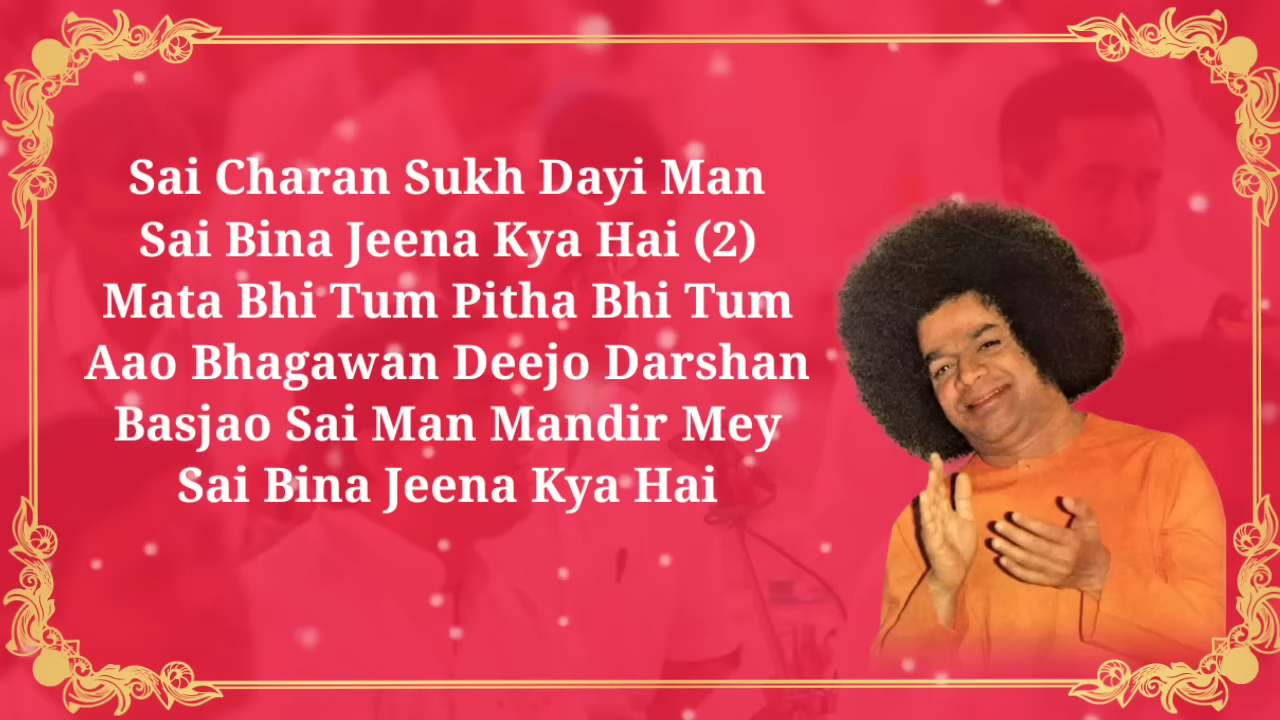 Sai Charan Sukh Dayi Man
Sai Bina Jeena Kya Hai (2)
Mata Bhi Tum Pitha Bhi Tum
Aao Bhagawan Deejo Darshan
Basjao Sai Man Mandir Mey
Sai Bina Jeena Kya Hai